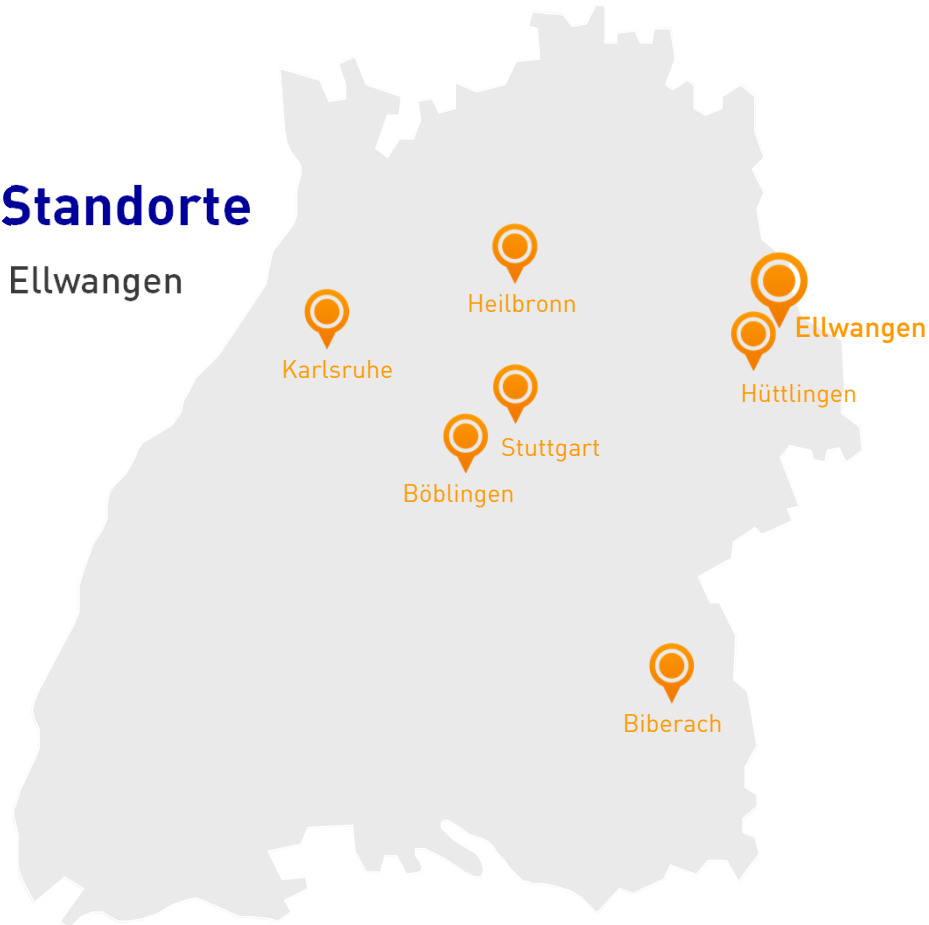 Standorte
Ellwangen
Heilbronn
Ellwangen
Karlsruhe
Hüttlingen
Stuttgart
Böblingen
Biberach